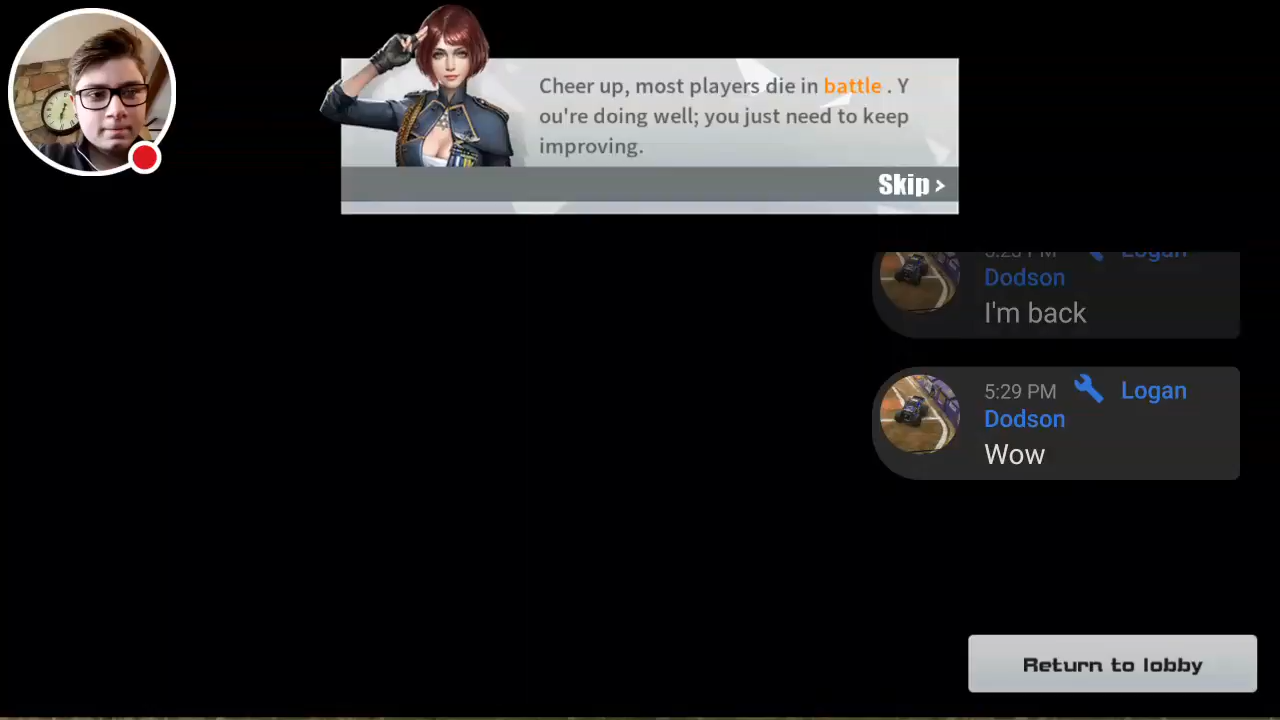 Cheer up, most players die in battle . Y
ou're doing well; you just need to keep
improving.
Skip >
Logan
Dodson
I'm back
5:29 PM Logan
Dodson
Wow
Return to lobby